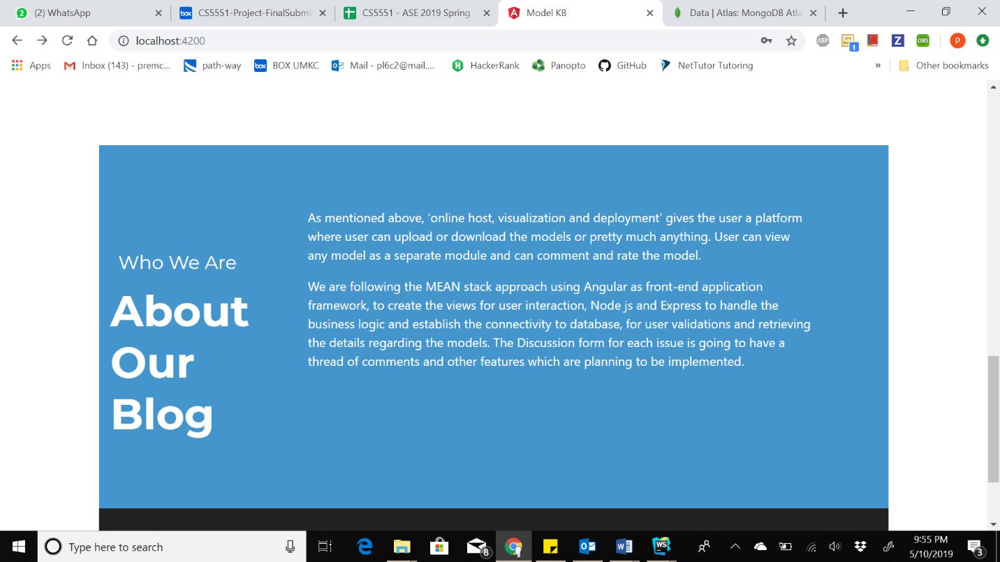 (2) WhatsApp
CS5551-Project-FinalSubmi
CS5551 - ASE 2019 Spring -
Model KB
Data | Atlas: MongoDB Atla
localhost:4200
ABP
1
Z
CORS
P
Apps
Inbox (143) - premc...
path-way
box
BOX UMKC
Mail - pl6c2@mail....
HackerRank
Panopto
GitHub
NetTutor Tutoring
»
Other bookmarks
Who We Are
About
Our
Blog
As mentioned above, ‘online host, visualization and deployment’ gives the user a platform
where user can upload or download the models or pretty much anything. User can view
any model as a separate module and can comment and rate the model.
We are following the MEAN stack approach using Angular as front-end application
framework, to create the views for user interaction, Node js and Express to handle the
business logic and establish the connectivity to database, for user validations and retrieving
the details regarding the models. The Discussion form for each issue is going to have a
thread of comments and other features which are planning to be implemented.
Type here to search
8
WS
9:55 PM
5/10/2019
3